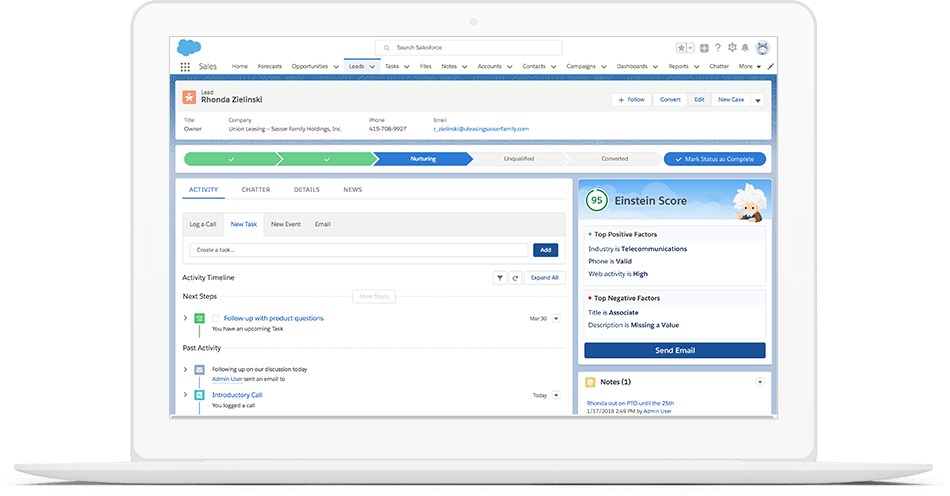 Search Salesforce
Sales Home Forecasts Opportunities Leads Tasks Files Notes Accounts Contacts Campaigns Dashboards Reports Chatter More
Lead
Rhonda Zielinski
+ Follow Convert Edit New Case
Title Company Phone Email
Owner Union Leasing -- Sasser Family Holdings, Inc. 415-708-9927 r_zielinski@uleasingsasserfamily.com
Nurturing Unqualified Converted Mark Status as Complete
ACTIVITY CHATTER DETAILS NEWS
Log a Call New Task New Event Email
Create a task... Add
Activity Timeline Expand All
Next Steps More Steps
Follow-up with product questions Mar 30
You have an upcoming Task
Past Activity
Following up on our discussion today
Admin User sent an email to
Introductory Call Today
You logged a call
95 Einstein Score
Top Positive Factors
Industry is Telecommunications
Phone is Valid
Web activity is High
Top Negative Factors
Title is Associate
Description is Missing a Value
Send Email
Notes (1)
Rhonda out on PTO until the 25th
1/17/2018 2:49 PM by Admin User